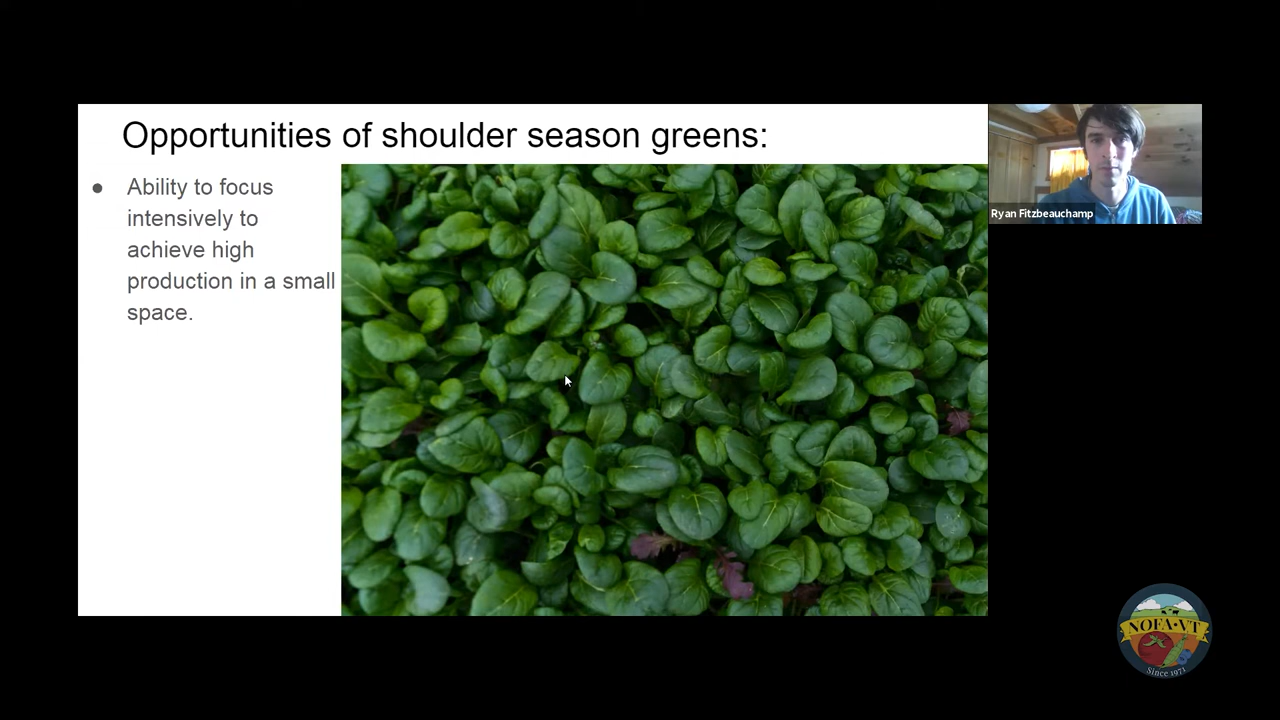 Opportunities of shoulder season greens:
● Ability to focus
intensively to
achieve high
production in a small
space.
Ryan Fitzbeauchamp
NOFA•VT
Since 1971